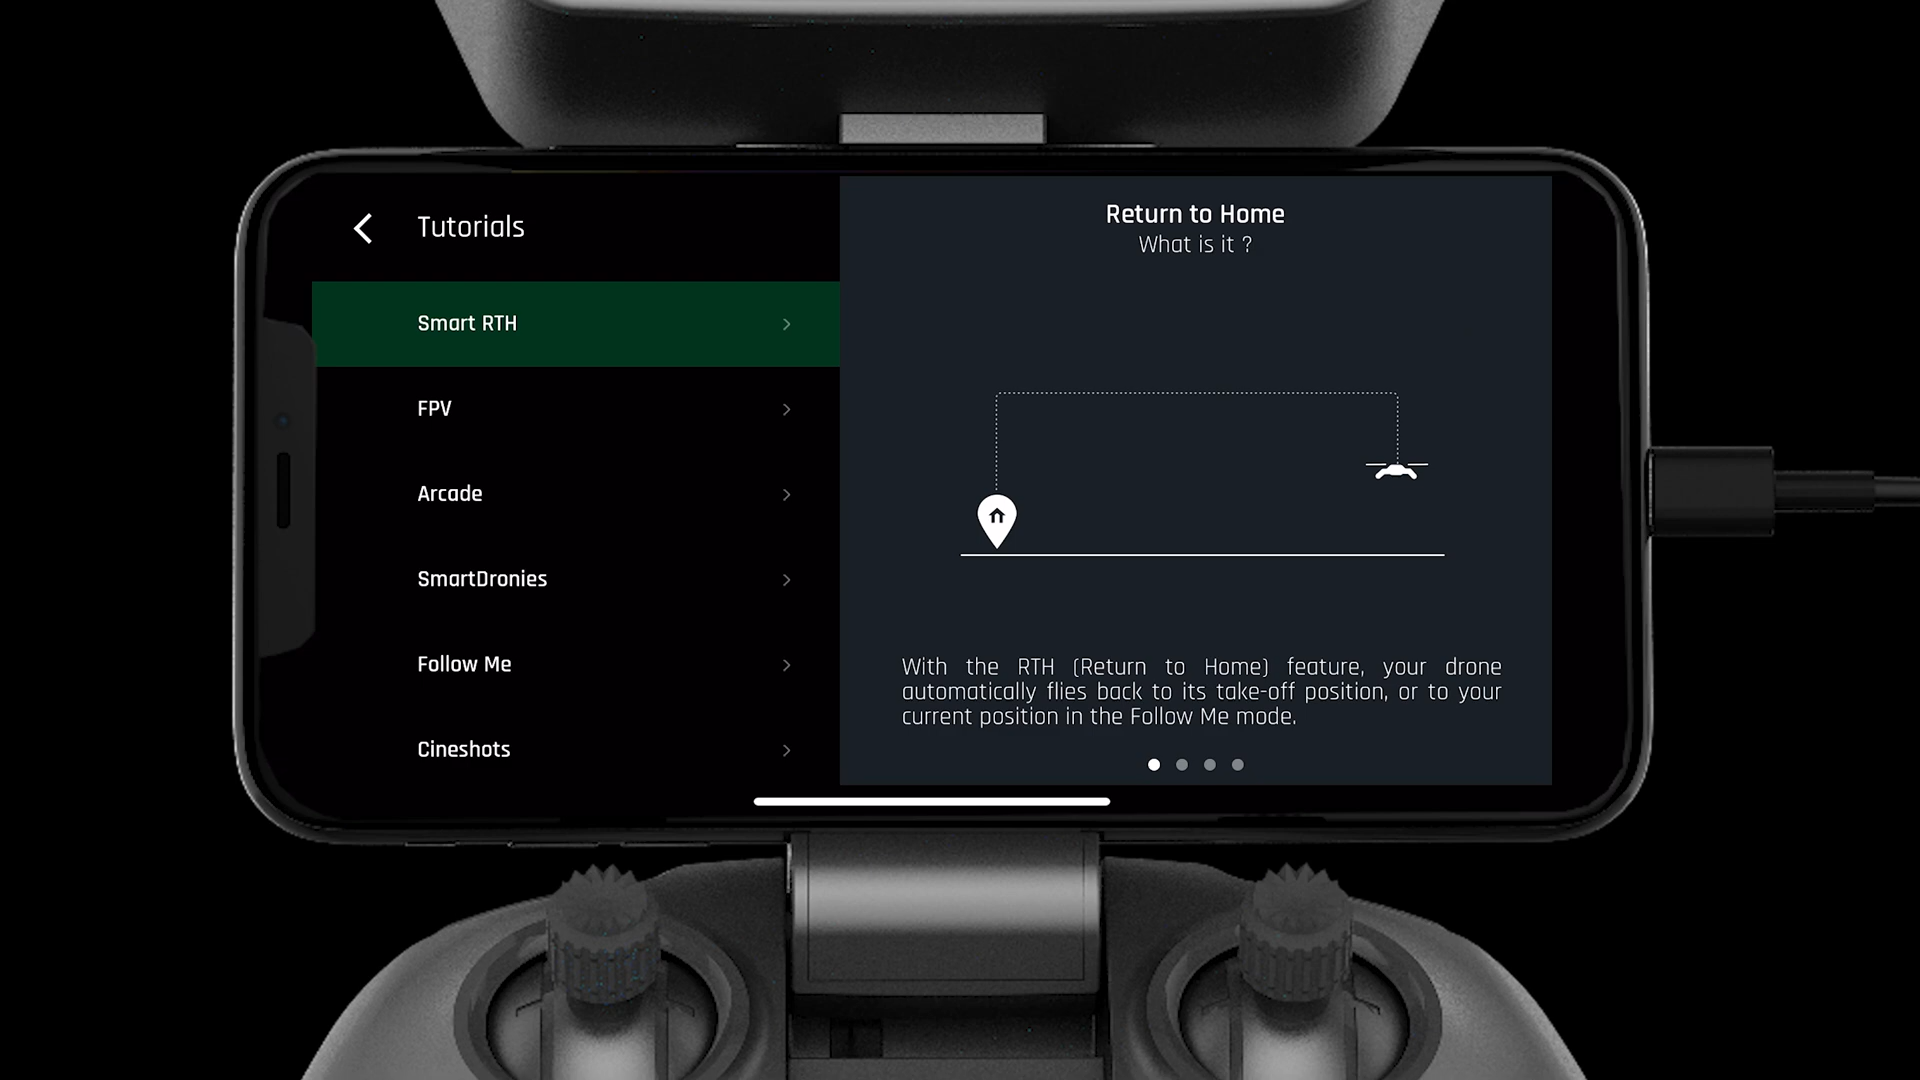 Tutorials
Smart RTH
FPV
Arcade
SmartDronies
Follow Me
Cineshots
Return to Home
What is it ?
With the RTH (Return to Home) feature, your drone
automatically flies back to its take-off position, or to your
current position in the Follow Me mode.